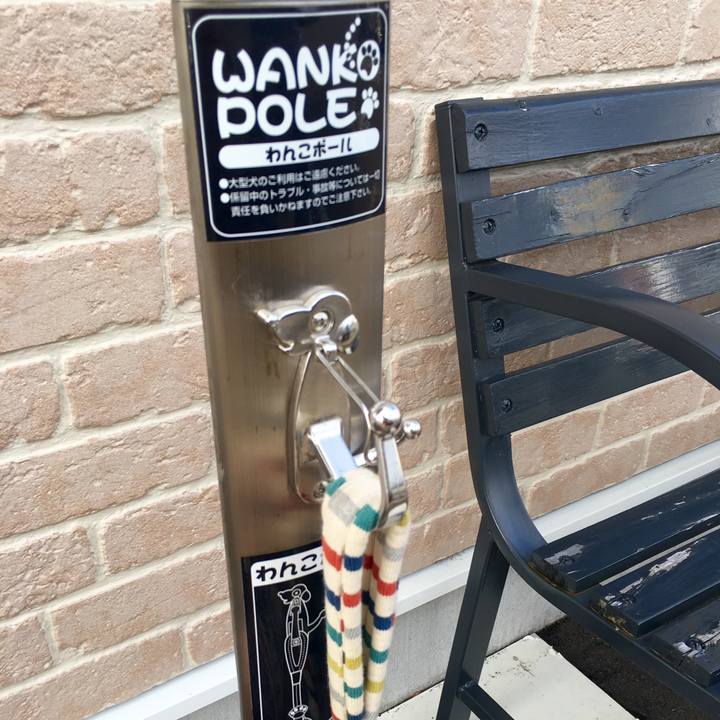 WANKO
POLE
わんこポール
●大型犬のご利用はご遠慮ください。
●係留中のトラブル・事故等については一切
責任を負いかねますのでご注意下さい。
わんこ